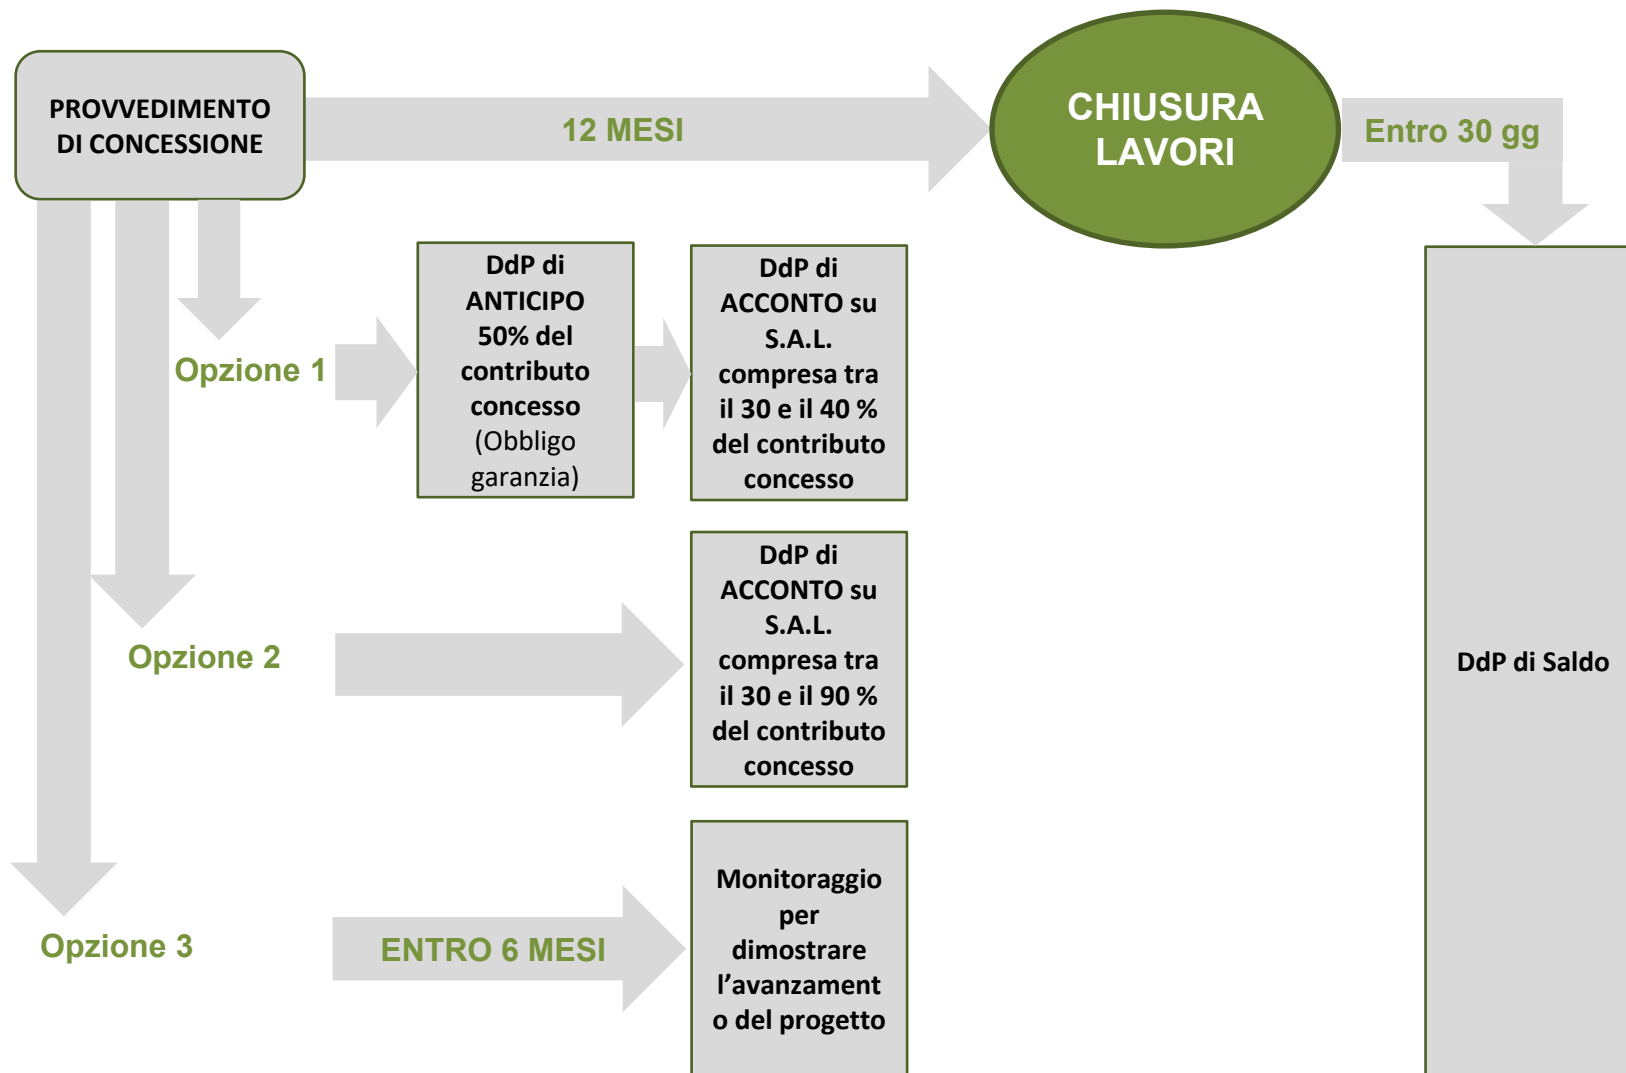 PROVVEDIMENTO
DI CONCESSIONE
12 MESI
CHIUSURA
LAVORI
Entro 30 gg
Opzione 1
DdP di
ANTICIPO
50% del
contributo
concesso
(Obbligo
garanzia)
DdP di
ACCONTO su
S.A.L.
compresa tra
il 30 e il 40 %
del contributo
concesso
Opzione 2
DdP di
ACCONTO su
S.A.L.
compresa tra
il 30 e il 90 %
del contributo
concesso
DdP di Saldo
Opzione 3
ENTRO 6 MESI
Monitoraggio
per
dimostrare
l’avanzament
o del progetto